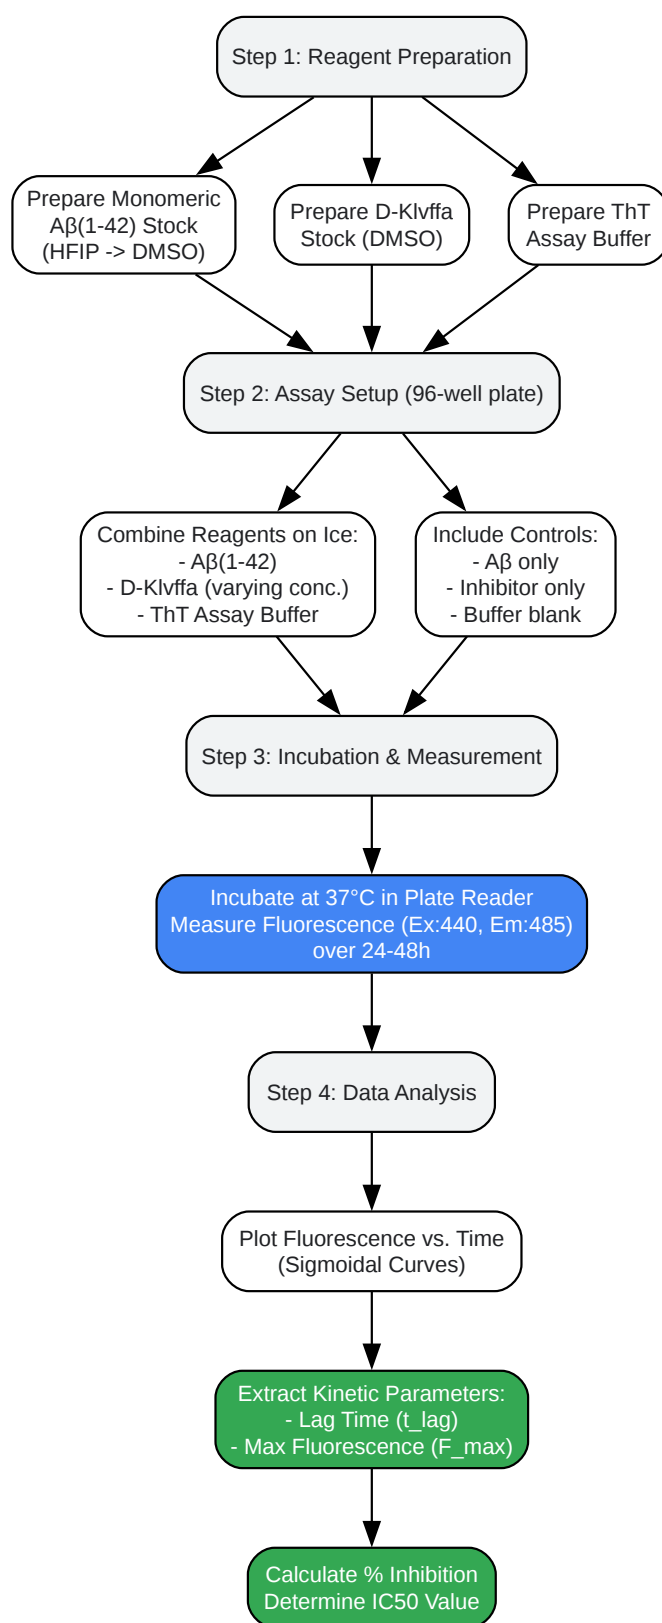 Step 1: Reagent Preparation
Prepare Monomeric
Aβ(1-42) Stock
(HFIP -> DMSO)
Prepare D-Klvffa
Stock (DMSO)
Prepare ThT
Assay Buffer
Step 2: Assay Setup (96-well plate)
Combine Reagents on Ice:
- Aβ(1-42)
- D-Klvffa (varying conc.)
- ThT Assay Buffer
Include Controls:
- Aβ only
- Inhibitor only
- Buffer blank
Step 3: Incubation & Measurement
Incubate at 37°C in Plate Reader
Measure Fluorescence (Ex:440, Em:485)
over 24-48h
Step 4: Data Analysis
Plot Fluorescence vs. Time
(Sigmoidal Curves)
Extract Kinetic Parameters:
- Lag Time (t_lag)
- Max Fluorescence (F_max)
Calculate % Inhibition
Determine IC50 Value